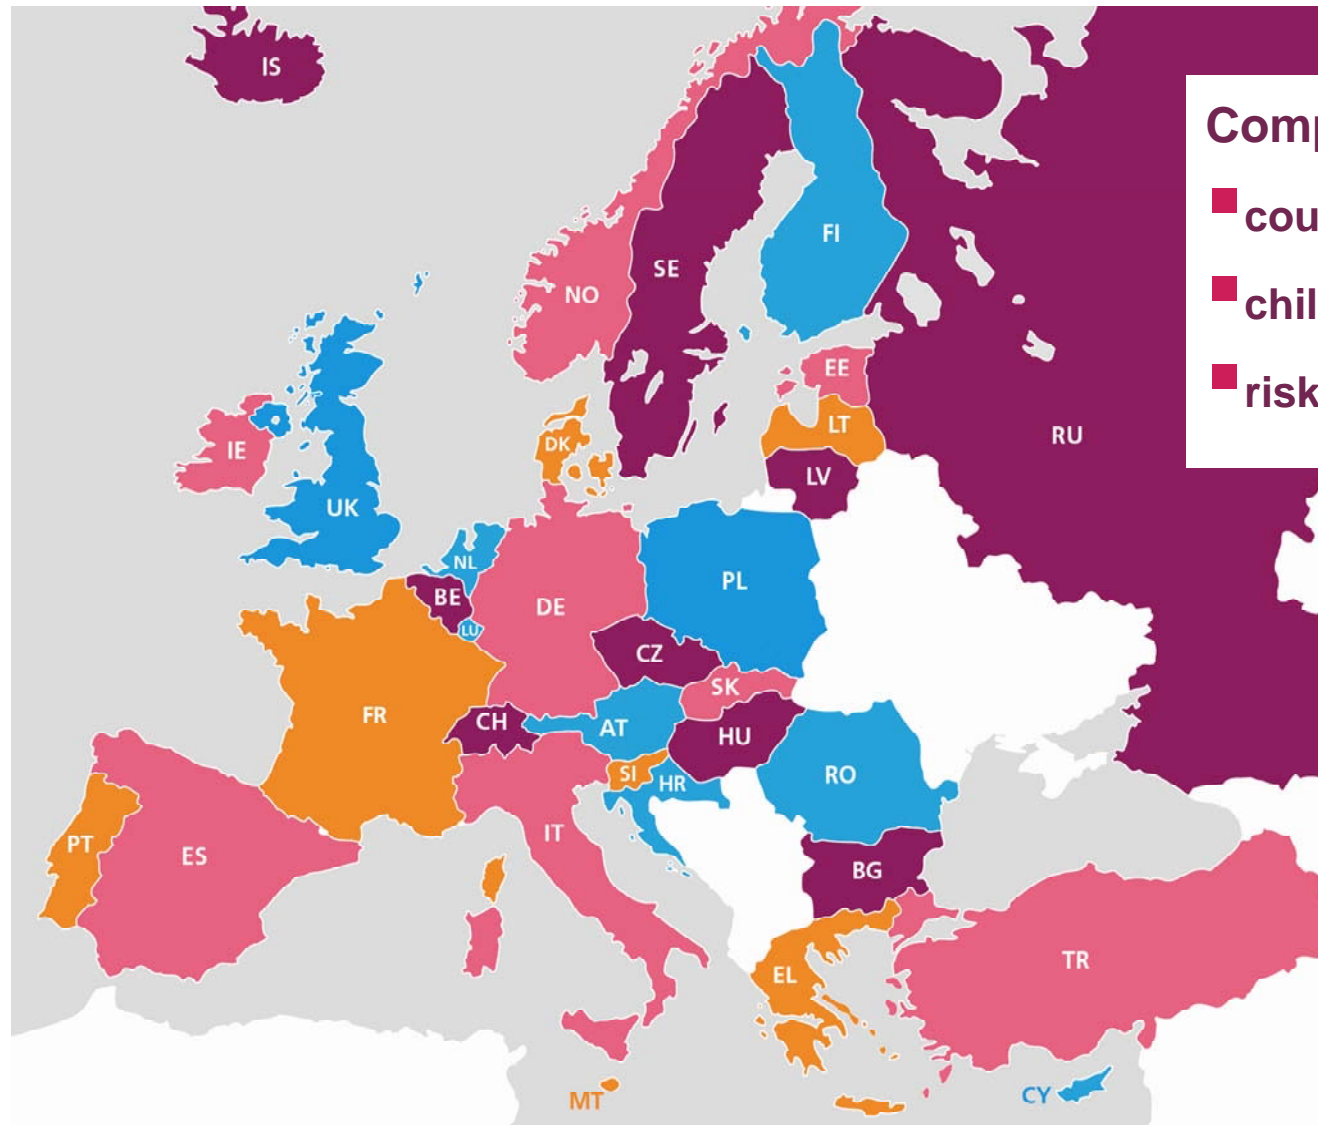 IS
Comp
cou
chil
risk
FI
SE
NO
EE
LT
RU
IE
DK
LV
UK
NL
PL
BE
DE
LU
CZ
SK
FR
CH
AT
HU
SI
HR
RO
IT
PT
ES
BG
TR
EL
MT
CY